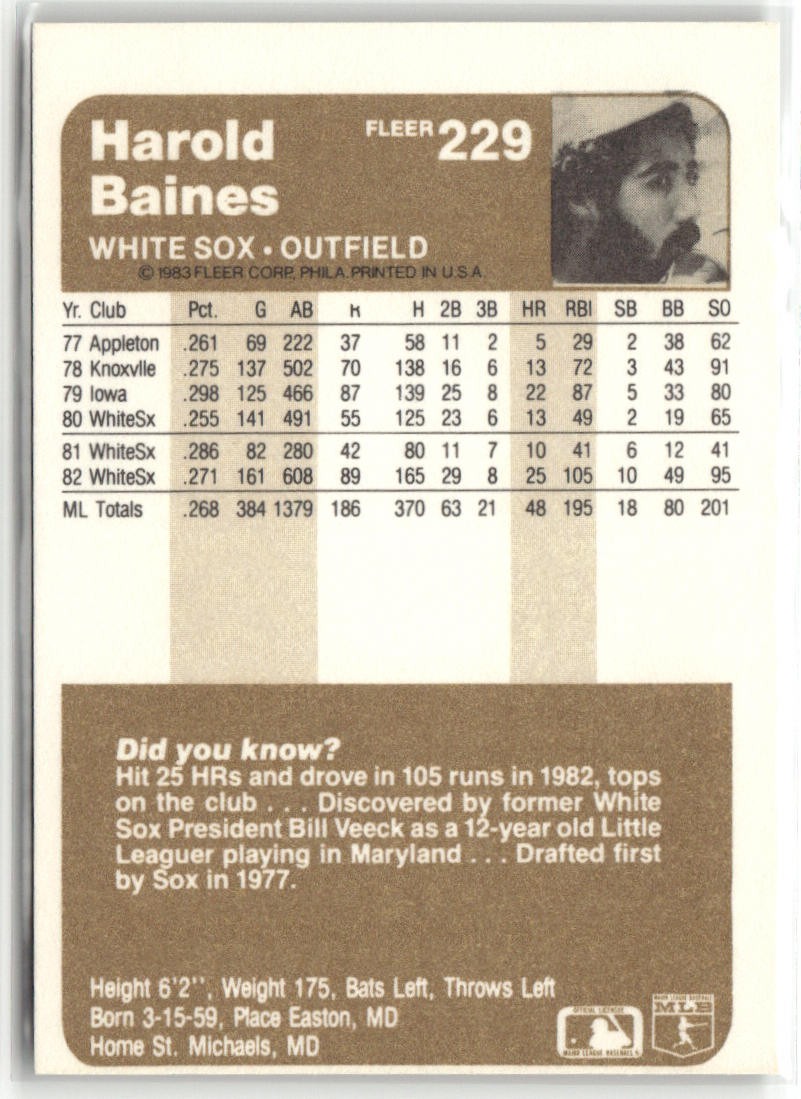 Harold
Baines
FLEER 229
WHITE SOX • OUTFIELD
© 1983 FLEER CORP., PHILA. PRINTED IN U.S.A.
Yr. Club Pct. G AB R H 2B 3B HR RBI SB BB SO
77 Appleton .261 69 222 37 58 11 2 5 29 2 38 62
78 Knoxvlle .275 137 502 70 138 16 6 13 72 3 43 91
79 Iowa .298 125 466 87 139 25 8 22 87 5 33 80
80 WhiteSx .255 141 491 55 125 23 6 13 49 2 19 65
81 WhiteSx .286 82 280 42 80 11 7 10 41 6 12 41
82 WhiteSx .271 161 608 89 165 29 8 25 105 10 49 95
ML Totals .268 384 1379 186 370 63 21 48 195 18 80 201
Did you know?
Hit 25 HRs and drove in 105 runs in 1982, tops
on the club . . . Discovered by former White
Sox President Bill Veeck as a 12-year old Little
Leaguer playing in Maryland . . . Drafted first
by Sox in 1977.
Height 6'2'', Weight 175, Bats Left, Throws Left
Born 3-15-59, Place Easton, MD
Home St. Michaels, MD
OFFICIAL LICENSEE
MAJOR LEAGUE BASEBALL
MAJOR LEAGUE BASEBALL
MLB